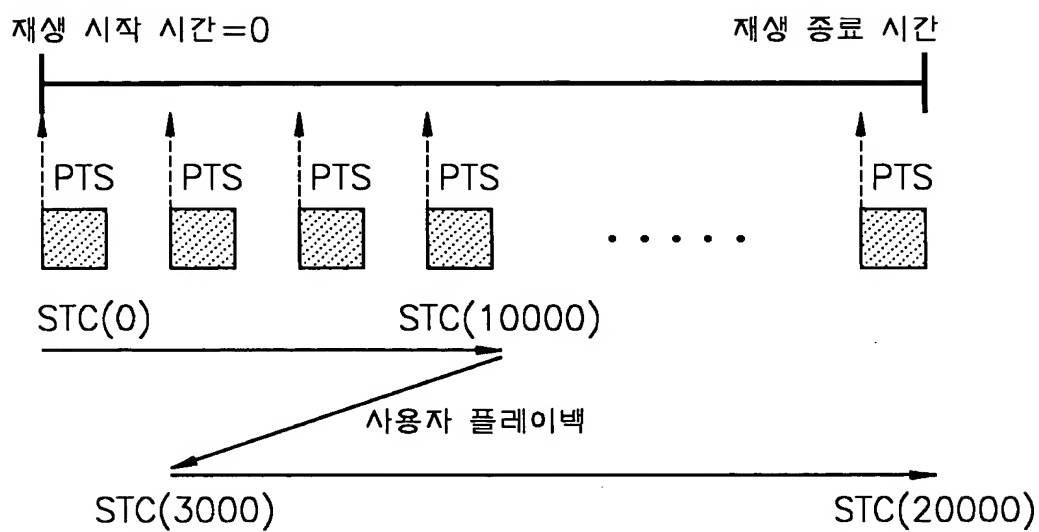 재생 시작 시간=0 재생 종료 시간
PTS PTS PTS PTS PTS
STC(0) STC(10000)
사용자 플레이백
STC(3000) STC(20000)